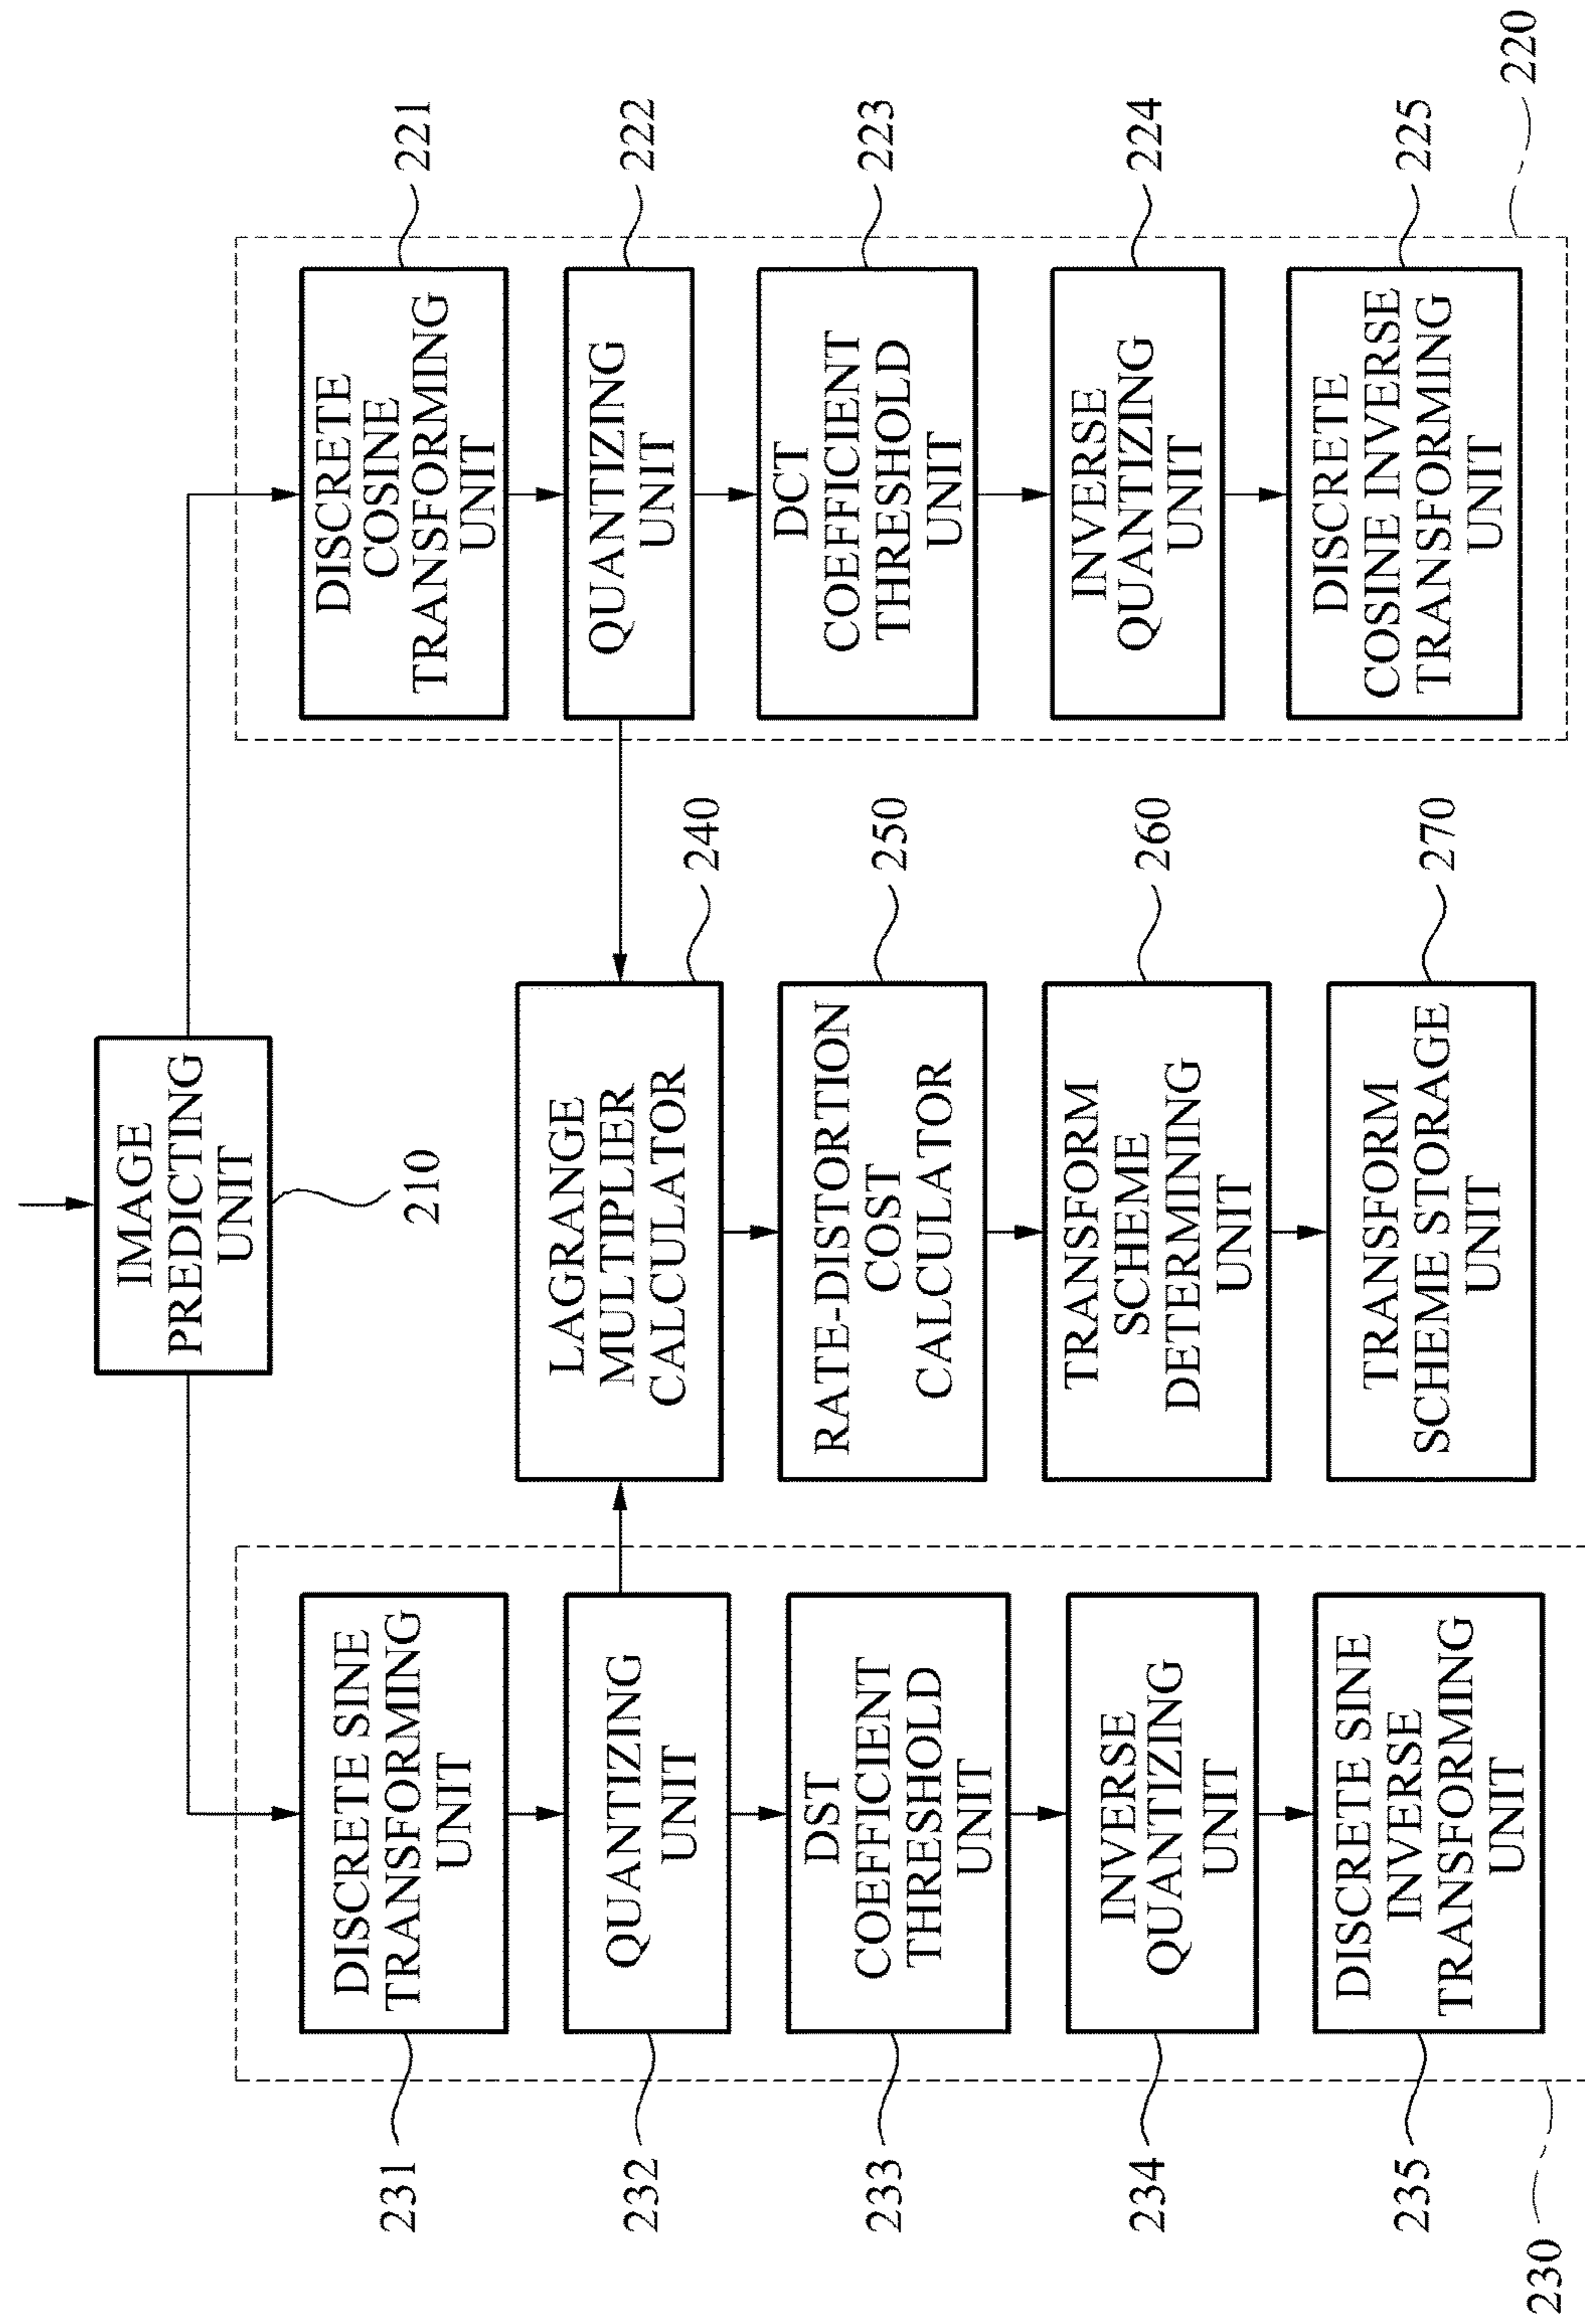 IMAGE
PREDICTING
UNIT
210
DISCRETE SINE
TRANSFORMING
UNIT
231
QUANTIZING
UNIT
232
DST
COEFFICIENT
THRESHOLD
UNIT
233
INVERSE
QUANTIZING
UNIT
234
DISCRETE SINE
INVERSE
TRANSFORMING
UNIT
235
230
LAGRANGE
MULTIPLIER
CALCULATOR
240
RATE-DISTORTION
COST
CALCULATOR
250
TRANSFORM
SCHEME
DETERMINING
UNIT
260
TRANSFORM
SCHEME STORAGE
UNIT
270
DISCRETE
COSINE
TRANSFORMING
UNIT
221
QUANTIZING
UNIT
222
DCT
COEFFICIENT
THRESHOLD
UNIT
223
INVERSE
QUANTIZING
UNIT
224
DISCRETE
COSINE INVERSE
TRANSFORMING
UNIT
225
220